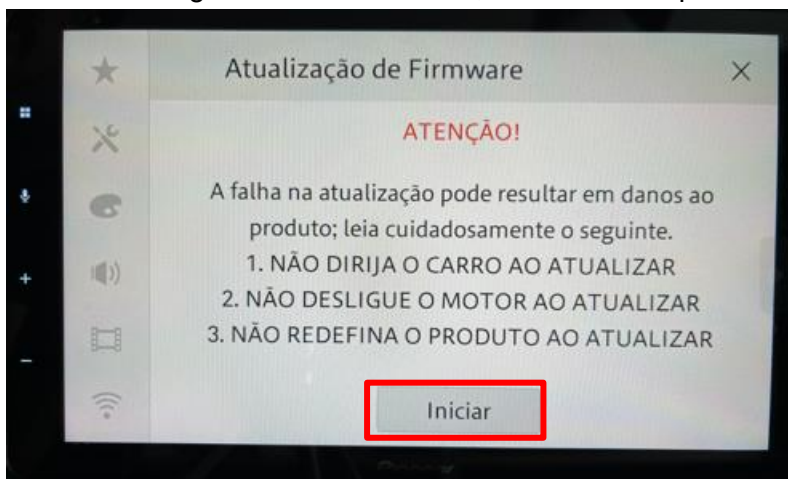 Atualização de Firmware
ATENÇÃO!
A falha na atualização pode resultar em danos ao
produto; leia cuidadosamente o seguinte.
1. NÃO DIRIJA O CARRO AO ATUALIZAR
2. NÃO DESLIGUE O MOTOR AO ATUALIZAR
3. NÃO REDEFINA O PRODUTO AO ATUALIZAR
Iniciar